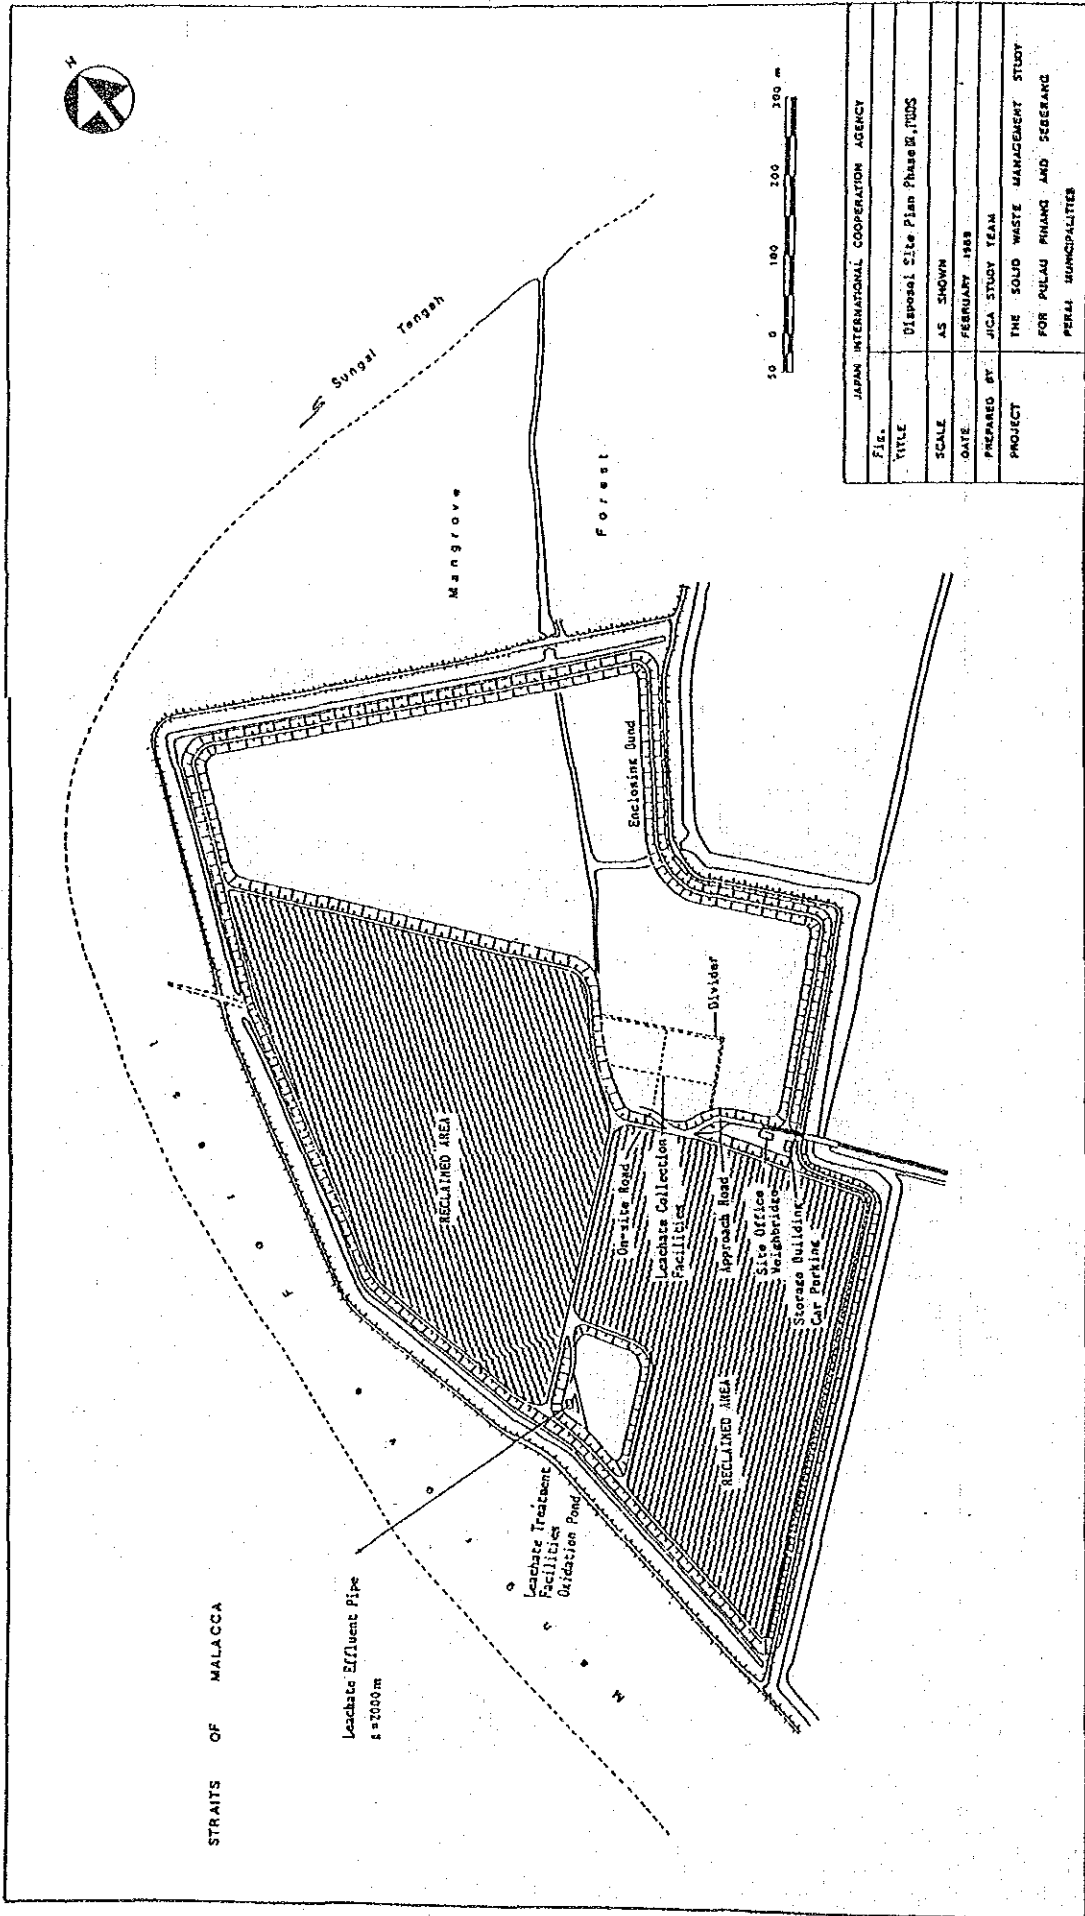 N
STRAITS OF MALACCA
Leachate Effluent Pipe
ℓ=2000m
Leachate Treatment
Facilities
Oxidation Pond
RECLAIMED AREA
RECLAIMED AREA
On-site Road
Leachate Collection
Facilities
Approach Road
Site Office
Weighbridge
Storage Building
Car Parking
Divider
Enclosing Bund
Mangrove
Forest
Sungai Tengah
50 0 100 200 300 m
JAPAN INTERNATIONAL COOPERATION AGENCY
Fig.
TITLE Disposal Site Plan Phase
SCALE AS SHOWN
DATE FEBRUARY 1989
PREPARED BY JICA STUDY TEAM
PROJECT THE SOLID WASTE MANAGEMENT STUDY
FOR PULAU PINANG AND SEBERANG
PERAI MUNICIPALITIES